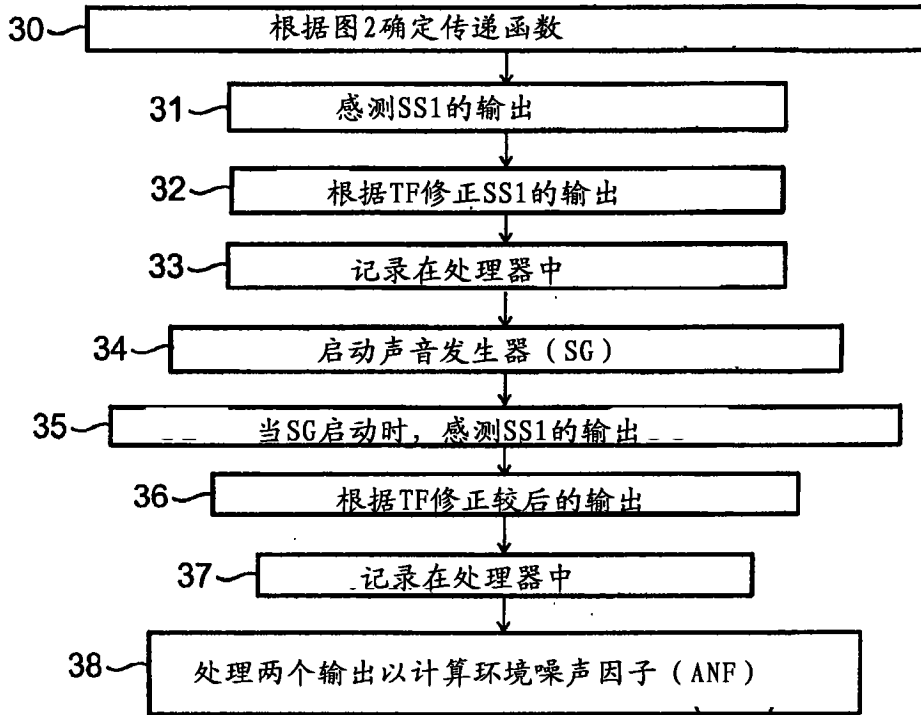 30 根据图2确定传递函数
31 感测SS1的输出
32 根据TF修正SS1的输出
33 记录在处理器中
34 启动声音发生器（SG）
35 当SG启动时，感测SS1的输出
36 根据TF修正较后的输出
37 记录在处理器中
38 处理两个输出以计算环境噪声因子（ANF）